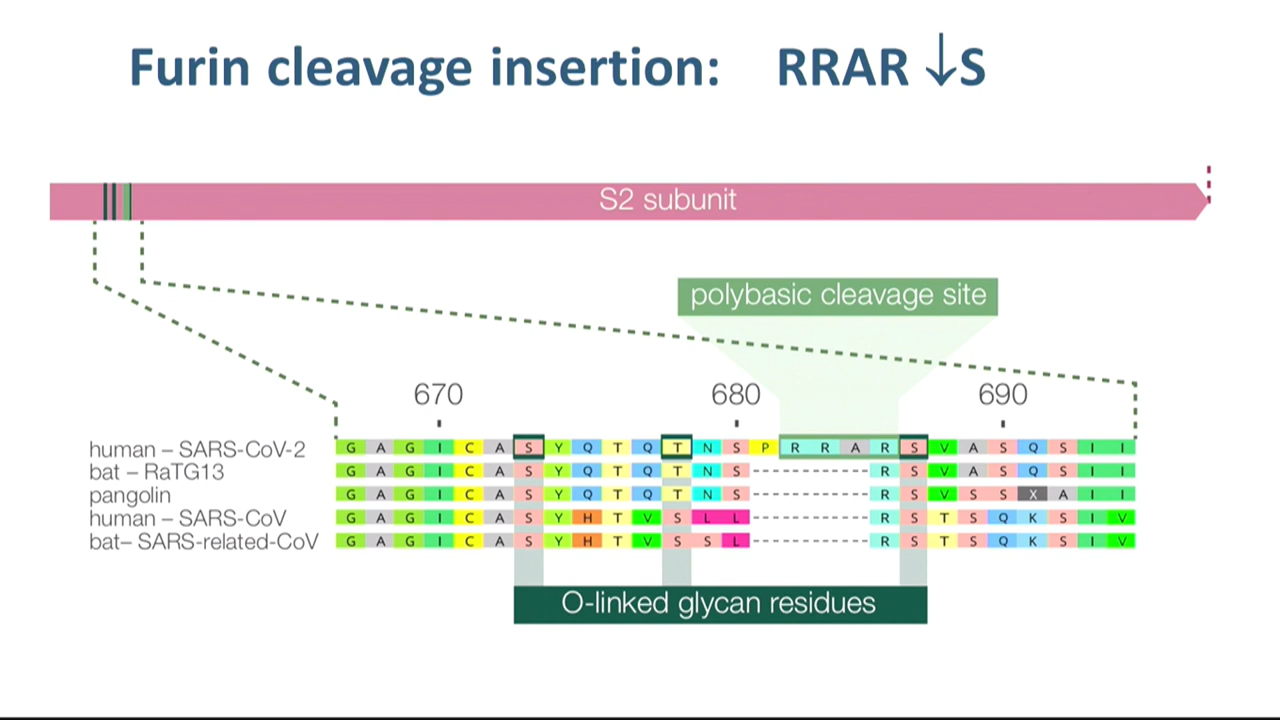 Furin cleavage insertion: RRAR ↓S
S2 subunit
polybasic cleavage site
670 680 690
human – SARS-CoV-2 G A G I C A S Y Q T Q T N S P R R A R S V A S Q S I I
bat – RaTG13 G A G I C A S Y Q T Q T N S - - - - R S V A S Q S I I
pangolin G A G I C A S Y Q T Q T N S - - - - R S V S S X A I I
human – SARS-CoV G A G I C A S Y H T V S L L - - - - R S T S Q K S I V
bat– SARS-related-CoV G A G I C A S Y H T V S S L - - - - R S T S Q K S I V
O-linked glycan residues